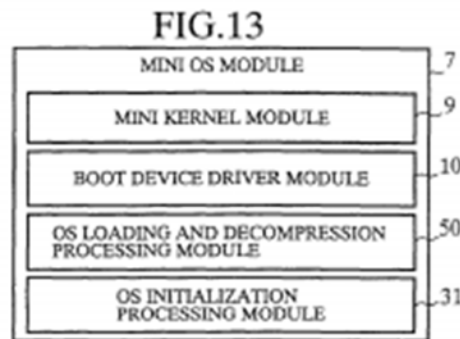 FIG.13
MINI OS MODULE 7
MINI KERNEL MODULE 9
BOOT DEVICE DRIVER MODULE 10
OS LOADING AND DECOMPRESSION 50
PROCESSING MODULE
OS INITIALIZATION 31
PROCESSING MODULE